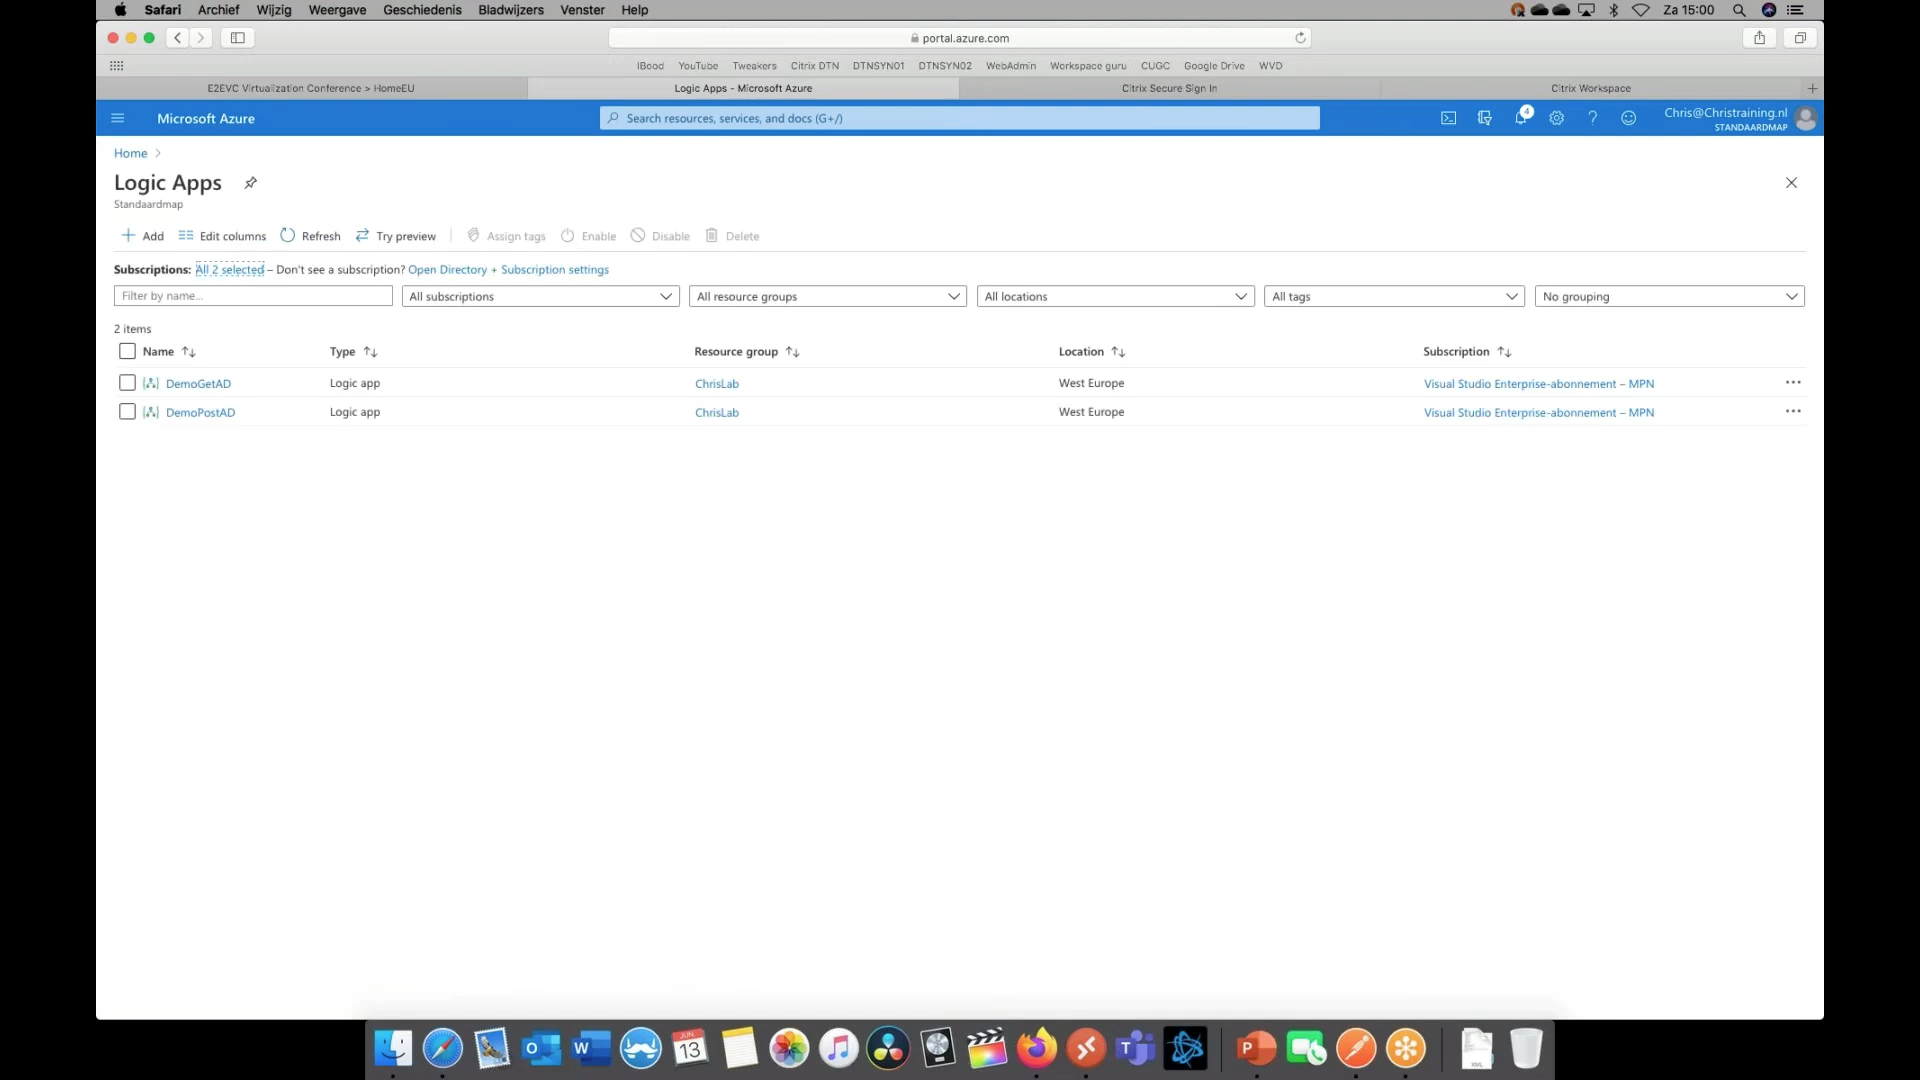 Safari Archief Wijzig Weergave Geschiedenis Bladwijzers Venster Help Za 15:00
portal.azure.com
IBood YouTube Tweakers Citrix DTN DTNSYN01 DTNSYN02 WebAdmin Workspace guru CUGC Google Drive WVD
E2EVC Virtualization Conference > HomeEU Logic Apps - Microsoft Azure Citrix Secure Sign In Citrix Workspace
Microsoft Azure Search resources, services, and docs (G+/) 4 Chris@Christraining.nl
STANDAARDMAP
Home
Logic Apps
Standaardmap
Add Edit columns Refresh Try preview Assign tags Enable Disable Delete
Subscriptions: All 2 selected – Don't see a subscription? Open Directory + Subscription settings
Filter by name... All subscriptions All resource groups All locations All tags No grouping
2 items
Name Type Resource group Location Subscription
DemoGetAD Logic app ChrisLab West Europe Visual Studio Enterprise-abonnement – MPN
DemoPostAD Logic app ChrisLab West Europe Visual Studio Enterprise-abonnement – MPN
JUN
13
O W T P
XML